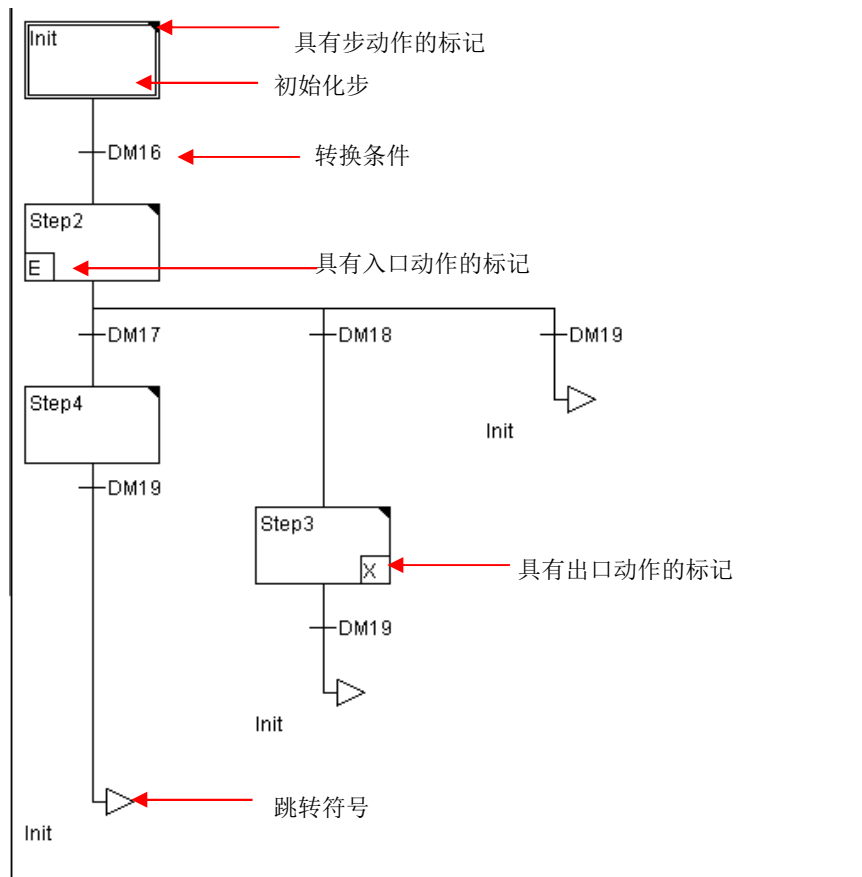 Init
具有步动作的标记
初始化步
DM16
转换条件
Step2
E
具有入口动作的标记
DM17
DM18
DM19
Step4
Init
DM19
Step3
X
具有出口动作的标记
DM19
Init
跳转符号
Init